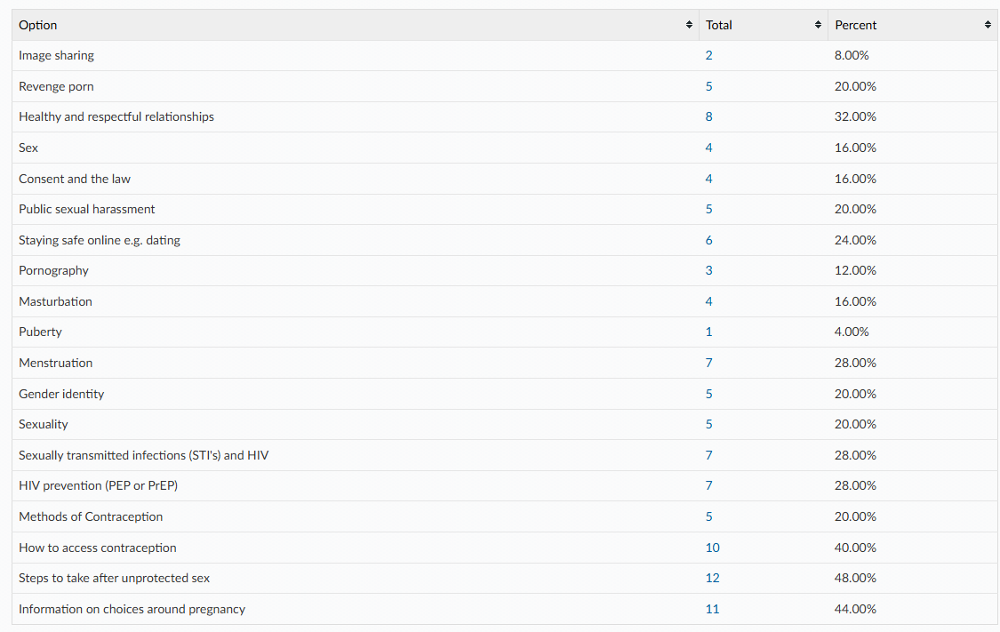 Option Total Percent
Image sharing 2 8.00%
Revenge porn 5 20.00%
Healthy and respectful relationships 8 32.00%
Sex 4 16.00%
Consent and the law 4 16.00%
Public sexual harassment 5 20.00%
Staying safe online e.g. dating 6 24.00%
Pornography 3 12.00%
Masturbation 4 16.00%
Puberty 1 4.00%
Menstruation 7 28.00%
Gender identity 5 20.00%
Sexuality 5 20.00%
Sexually transmitted infections (STI's) and HIV 7 28.00%
HIV prevention (PEP or PrEP) 7 28.00%
Methods of Contraception 5 20.00%
How to access contraception 10 40.00%
Steps to take after unprotected sex 12 48.00%
Information on choices around pregnancy 11 44.00%